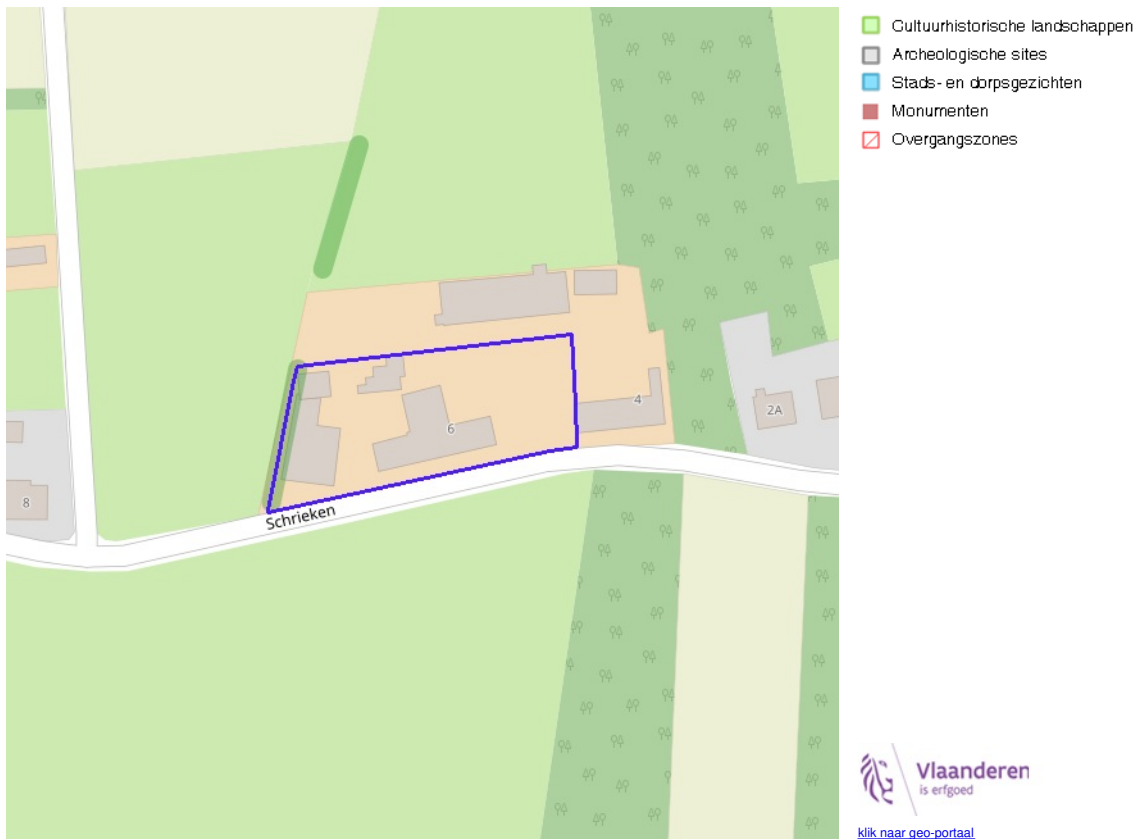 Cultuurhistorische landschappen
Archeologische sites
Stads- en dorpsgezichten
Monumenten
Overgangszones
4
2A
6
8
Schrieken
Vlaanderen
is erfgoed
klik naar geo-portaal